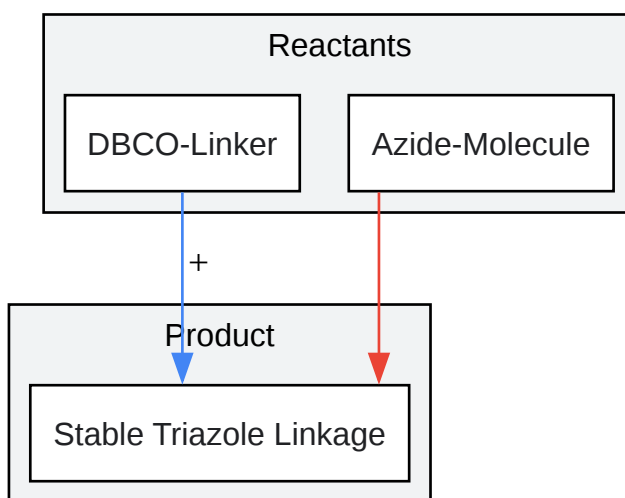 Reactants
DBCO-Linker
Azide-Molecule
+
Product
Stable Triazole Linkage